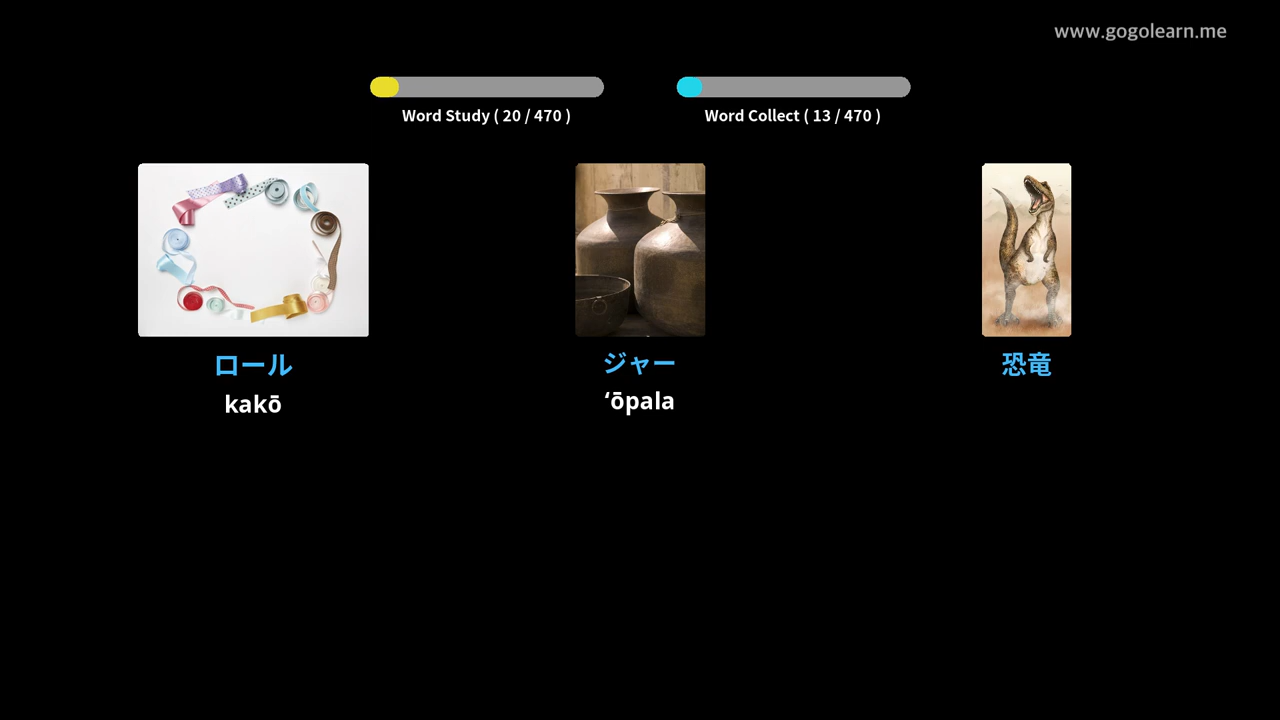 www.gogolearn.me
Word Study ( 20 / 470 )
Word Collect ( 13 / 470 )
ロール
kakō
ジャー
ʻōpala
恐竜